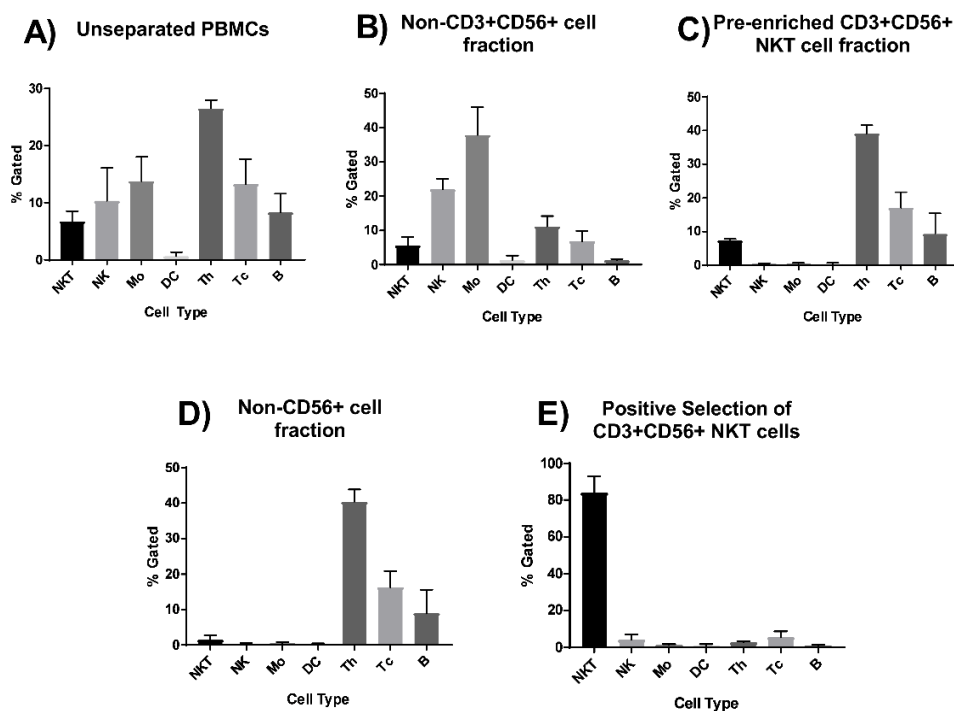 A) Unseparated PBMCs
30
20
10
0
% Gated
NKT NK Mo DC Th Tc B
Cell Type
B) Non-CD3+CD56+ cell
fraction
50
40
30
20
10
0
% Gated
NKT NK Mo DC Th Tc B
Cell Type
C) Pre-enriched CD3+CD56+
NKT cell fraction
50
40
30
20
10
0
% Gated
NKT NK Mo DC Th Tc B
Cell Type
D) Non-CD56+ cell
fraction
50
40
30
20
10
0
% Gated
NKT NK Mo DC Th Tc B
Cell Type
E) Positive Selection of
CD3+CD56+ NKT cells
100
80
60
40
20
0
% Gated
NKT NK Mo DC Th Tc B
Cell Type